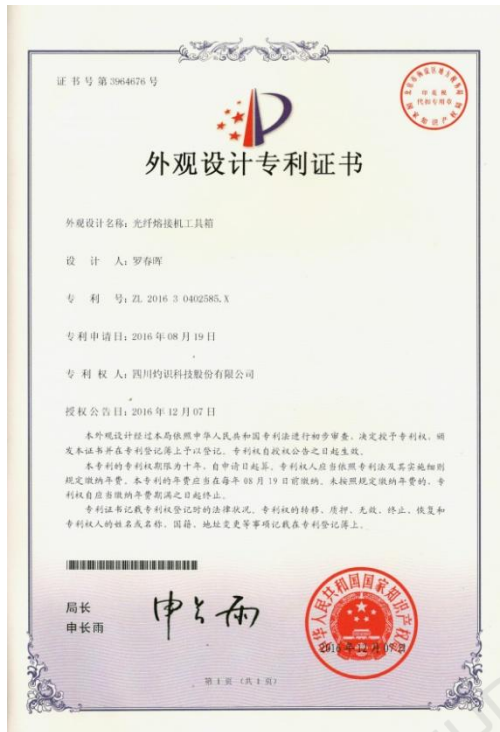 证书号第3964676号
外观设计专利证书
外观设计名称：光纤熔接机工具箱
设 计 人：罗春晖
专 利 号：ZL 2016 3 0402585.X
专利申请日：2016年08月19日
专 利 权 人：四川灼识科技股份有限公司
授权公告日：2016年12月07日
本外观设计经过本局依照中华人民共和国专利法进行初步审查，决定授予专利权，颁
发本证书并在专利登记簿上予以登记。专利权自授权公告之日起生效。
本专利的专利权期限为十年，自申请日起算。专利权人应当依照专利法及其实施细则
规定缴纳年费。本专利的年费应当在每年08月19日前缴纳。未按照规定缴纳年费的，专
利权自应当缴纳年费期满之日起终止。
专利证书记载专利权登记时的法律状况。专利权的转移、质押、无效、终止、恢复和
专利权人的姓名或名称、国籍、地址变更等事项记载在专利登记簿上。
局长
申长雨
申长雨
中华人民共和国国家知识产权局
2016年12月07日
第1页（共1页）